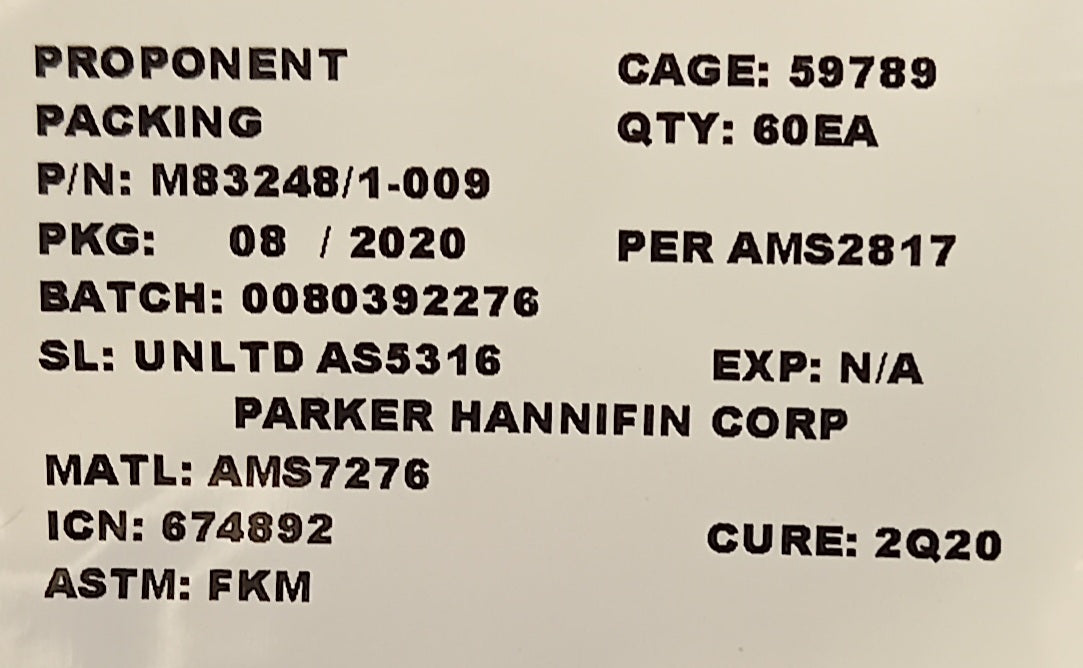 PROPONENT
PACKING
CAGE: 59789
QTY: 60EA
P/N: M83248/1-009
PKG: 08 / 2020
PER AMS2817
BATCH: 0080392276
SL: UNLTD AS5316
EXP: N/A
PARKER HANNIFIN CORP
MATL: AMS7276
ICN: 674892
CURE: 2Q20
ASTM: FKM